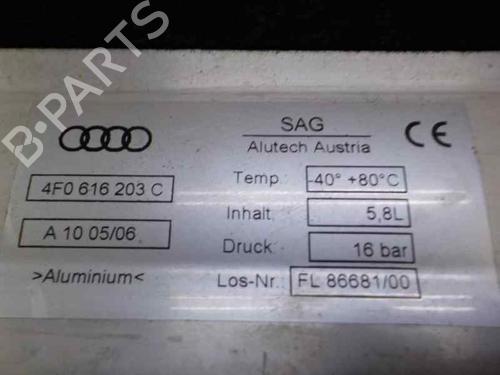 B-PARTS
SAG
Alutech Austria
CE
4F0 616 203 C
Temp. -40° +80°C
Inhalt 5,8L
A 10 05/06
Druck 16 bar
>Aluminium<
Los-Nr. FL 86681/00